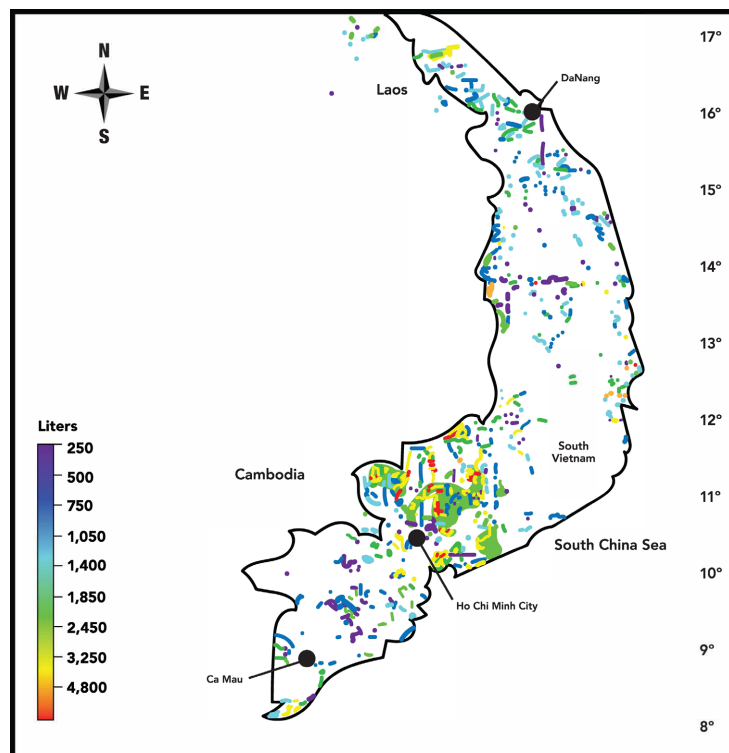 17°
N
DaNang
Laos
W
E
16°
S
15°
14°
13°
12°
Liters
250
South
Vietnam
Cambodia
500
11°
750
1,050
South China Sea
1,400
10°
1,850
Ho Chi Minh City
2,450
3,250
9°
Ca Mau
4,800
8°